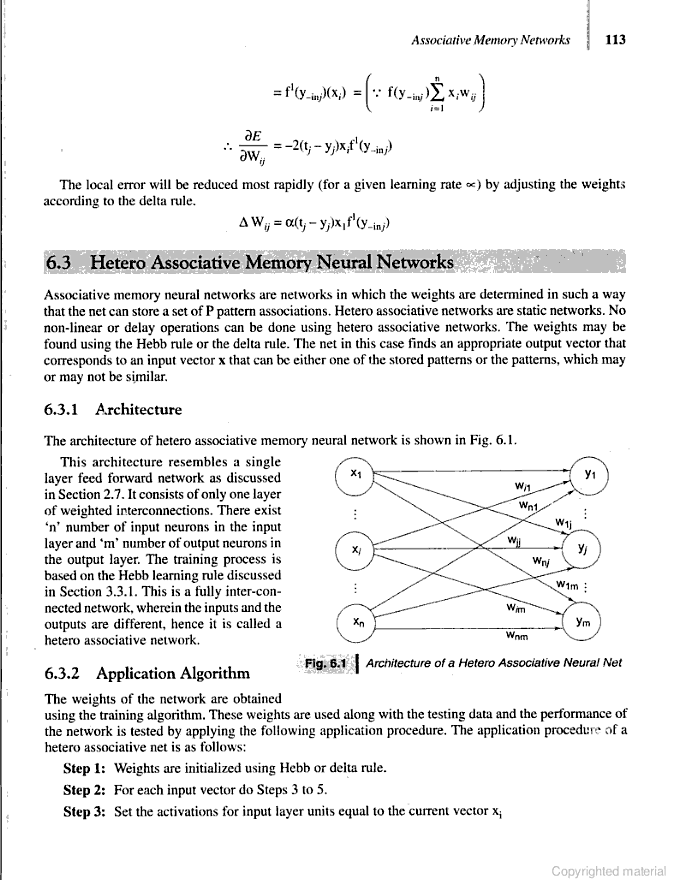 Associative Memory Networks 113
= f¹(y_inj)(xi) = (∵ f(y_inj) n∑i=1 xiwij)
∴ ∂E/∂Wij = –2(tj – yj)xif¹(y_inj)
The local error will be reduced most rapidly (for a given learning rate ∝) by adjusting the weights
according to the delta rule.
Δ Wij = α(tj – yj)x1f¹(y_inj)
6.3 Hetero Associative Memory Neural Networks
Associative memory neural networks are networks in which the weights are determined in such a way
that the net can store a set of P pattern associations. Hetero associative networks are static networks. No
non-linear or delay operations can be done using hetero associative networks. The weights may be
found using the Hebb rule or the delta rule. The net in this case finds an appropriate output vector that
corresponds to an input vector x that can be either one of the stored patterns or the patterns, which may
or may not be similar.
6.3.1 Architecture
The architecture of hetero associative memory neural network is shown in Fig. 6.1.
This architecture resembles a single
layer feed forward network as discussed
in Section 2.7. It consists of only one layer
of weighted interconnections. There exist
‘n’ number of input neurons in the input
layer and ‘m’ number of output neurons in
the output layer. The training process is
based on the Hebb learning rule discussed
in Section 3.3.1. This is a fully inter-con-
nected network, wherein the inputs and the
outputs are different, hence it is called a
hetero associative network.
x1 y1
Wi1
Wn1
⋮ W1j ⋮
xi Wij yj
Wnj
⋮ W1m ⋮
Wim
xn ym
Wnm
Fig. 6.1 Architecture of a Hetero Associative Neural Net
6.3.2 Application Algorithm
The weights of the network are obtained
using the training algorithm. These weights are used along with the testing data and the performance of
the network is tested by applying the following application procedure. The application procedure of a
hetero associative net is as follows:
Step 1: Weights are initialized using Hebb or delta rule.
Step 2: For each input vector do Steps 3 to 5.
Step 3: Set the activations for input layer units equal to the current vector xi
Copyrighted material